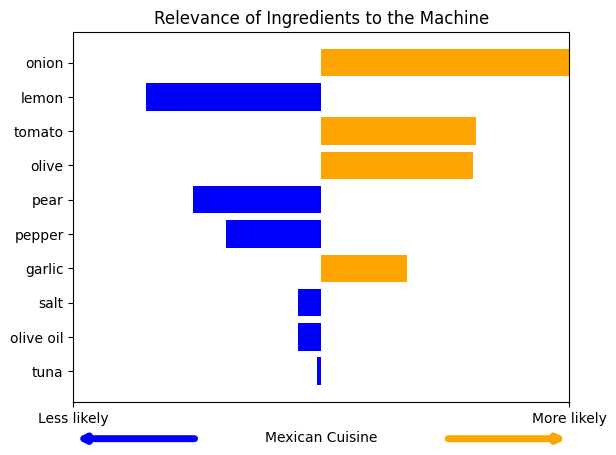 Relevance of Ingredients to the Machine
onion
lemon
tomato
olive
pear
pepper
garlic
salt
olive oil
tuna
Less likely
More likely
Mexican Cuisine